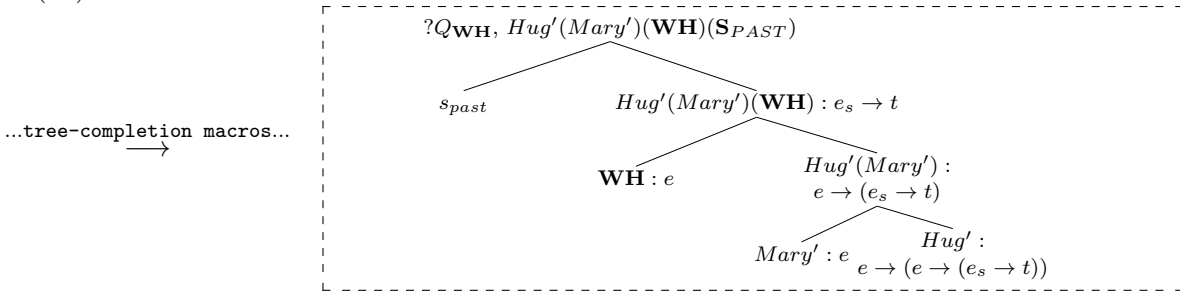 ?Q_WH, Hug′(Mary′)(WH)(S_PAST)
s_past Hug′(Mary′)(WH) : e_s → t
...tree-completion macros...
⟶
WH : e Hug′(Mary′) :
e → (e_s → t)
Mary′ : e Hug′ :
e → (e → (e_s → t))